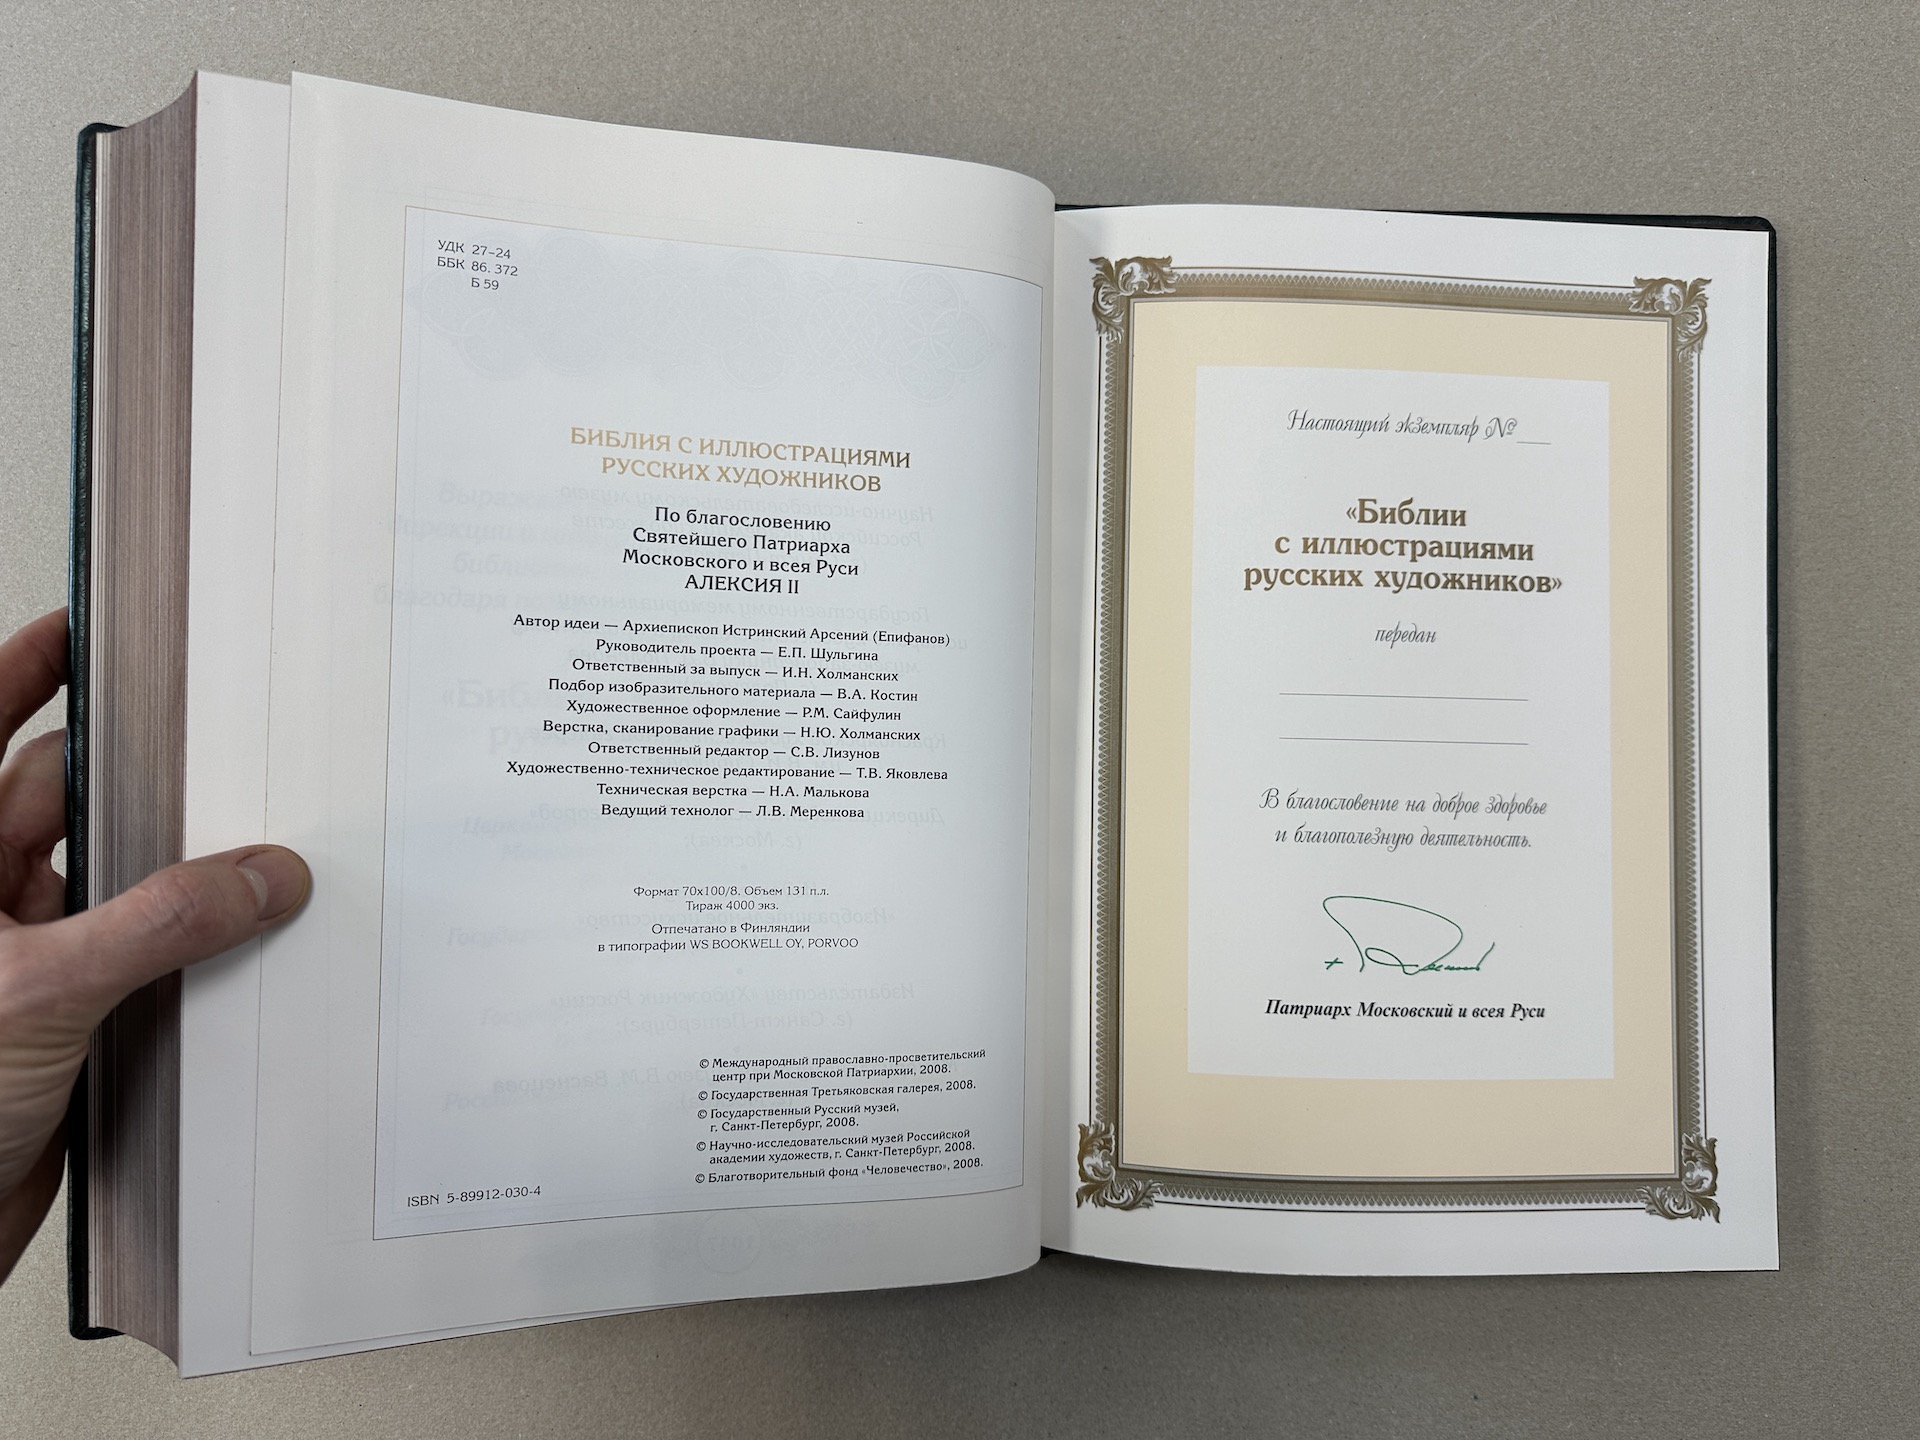 УДК 27–24
ББК 86. 372
Б 59
БИБЛИЯ С ИЛЛЮСТРАЦИЯМИ
РУССКИХ ХУДОЖНИКОВ
По благословению
Святейшего Патриарха
Московского и всея Руси
АЛЕКСИЯ II
Автор идеи — Архиепископ Истринский Арсений (Епифанов)
Руководитель проекта — Е.П. Шульгина
Ответственный за выпуск — И.Н. Холманских
Подбор изобразительного материала — В.А. Костин
Художественное оформление — Р.М. Сайфулин
Верстка, сканирование графики — Н.Ю. Холманских
Ответственный редактор — С.В. Лизунов
Художественно-техническое редактирование — Т.В. Яковлева
Техническая верстка — Н.А. Малькова
Ведущий технолог — Л.В. Меренкова
Формат 70х100/8. Объем 131 п.л.
Тираж 4000 экз.
Отпечатано в Финляндии
в типографии WS BOOKWELL OY, PORVOO
© Международный православно-просветительский
центр при Московской Патриархии, 2008.
© Государственная Третьяковская галерея, 2008.
© Государственный Русский музей,
г. Санкт-Петербург, 2008.
© Научно-исследовательский музей Российской
академии художеств, г. Санкт-Петербург, 2008.
© Благотворительный фонд «Человечество», 2008.
ISBN 5-89912-030-4
Настоящий экземпляр №___
«Библии
с иллюстрациями
русских художников»
передан
В благословение на доброе здоровье
и благополезную деятельность.
Патриарх Московский и всея Руси